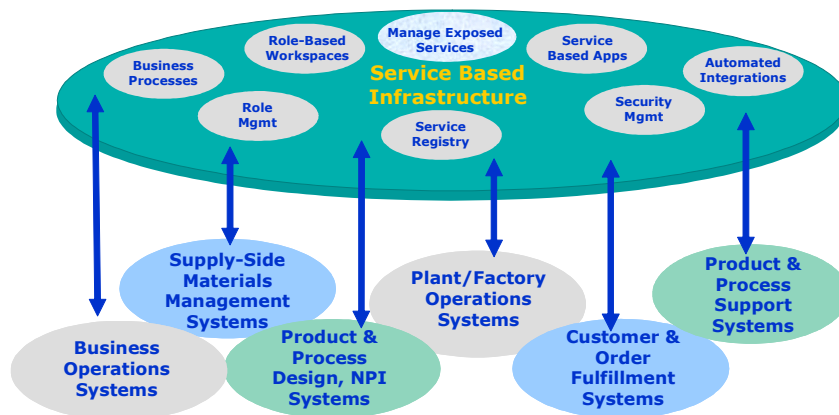 Manage Exposed
Services
Role-Based
Workspaces
Service
Based Apps
Business
Processes
Automated
Integrations
Service Based
Infrastructure
Role
Mgmt
Security
Mgmt
Service
Registry
Supply-Side
Materials
Management
Systems
Plant/Factory
Operations
Systems
Product &
Process
Support
Systems
Business
Operations
Systems
Product &
Process
Design, NPI
Systems
Customer &
Order
Fulfillment
Systems